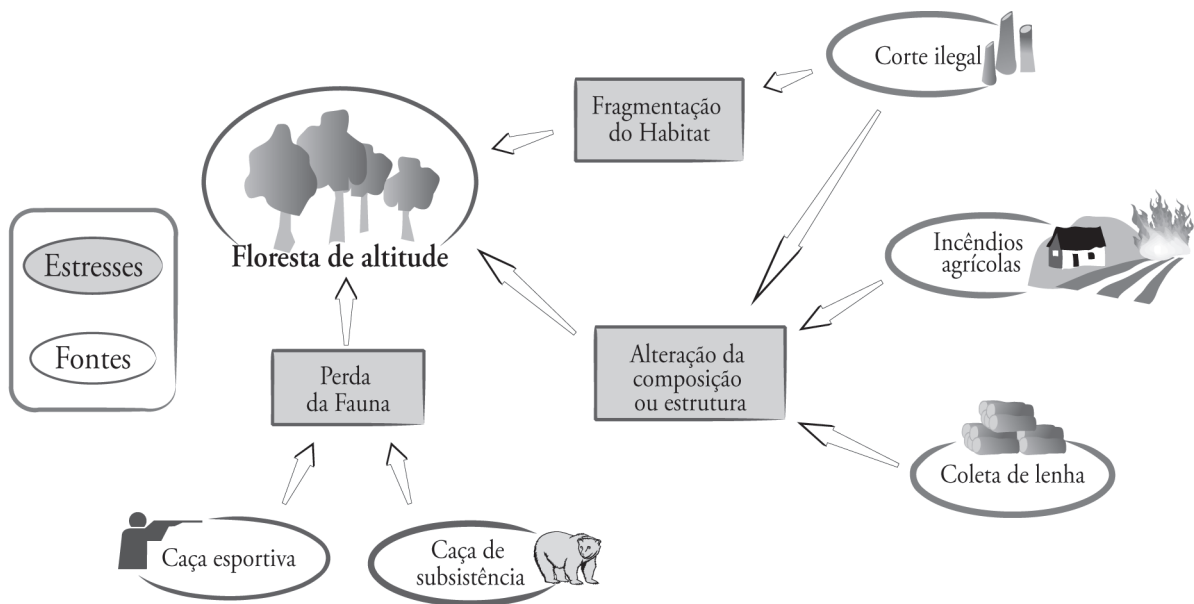 Corte ilegal
Fragmentação
do Habitat
Floresta de altitude
Estresses
Fontes
Incêndios
agrícolas
Perda
da Fauna
Alteração da
composição
ou estrutura
Coleta de lenha
Caça esportiva
Caça de
subsistência